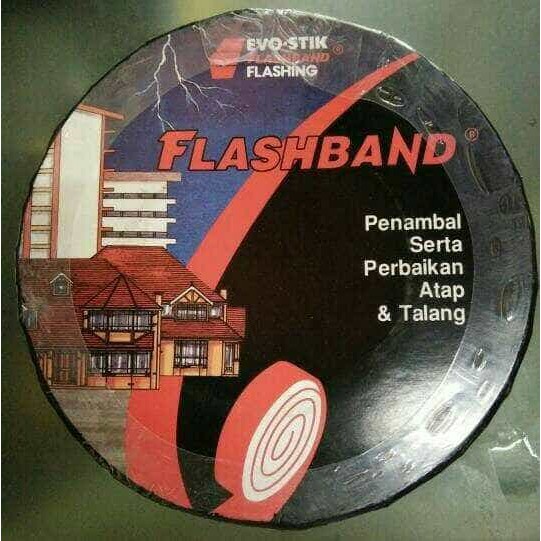 EVO-STIK
FLASHBAND ®
FLASHING
FLASHBAND ®
Penambal
Serta
Perbaikan
Atap
& Talang